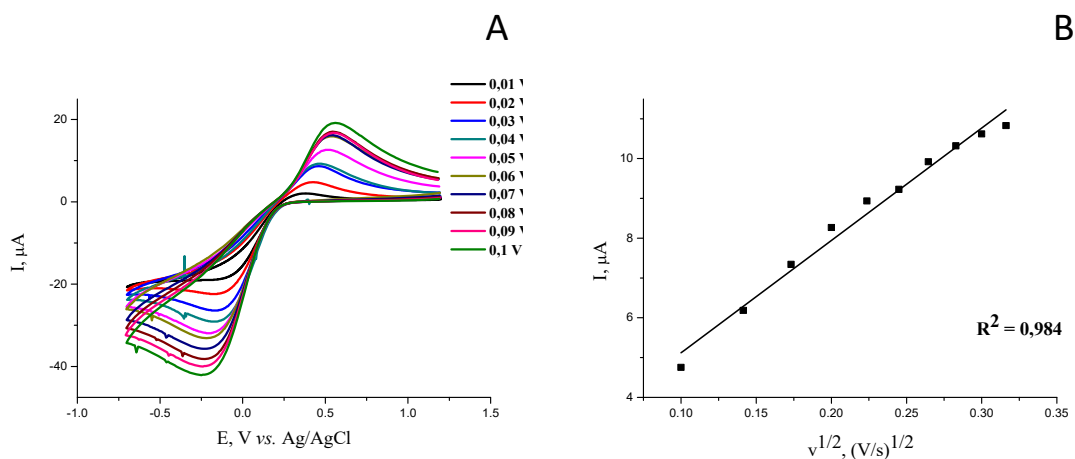 A
0,01 V
0,02 V
0,03 V
0,04 V
0,05 V
0,06 V
0,07 V
0,08 V
0,09 V
0,1 V
20
0
-20
-40
I, μA
-1.0 -0.5 0.0 0.5 1.0 1.5
E, V vs. Ag/AgCl
B
10
8
6
4
I, μA
R² = 0,984
0.10 0.15 0.20 0.25 0.30 0.35
v^1/2, (V/s)^1/2